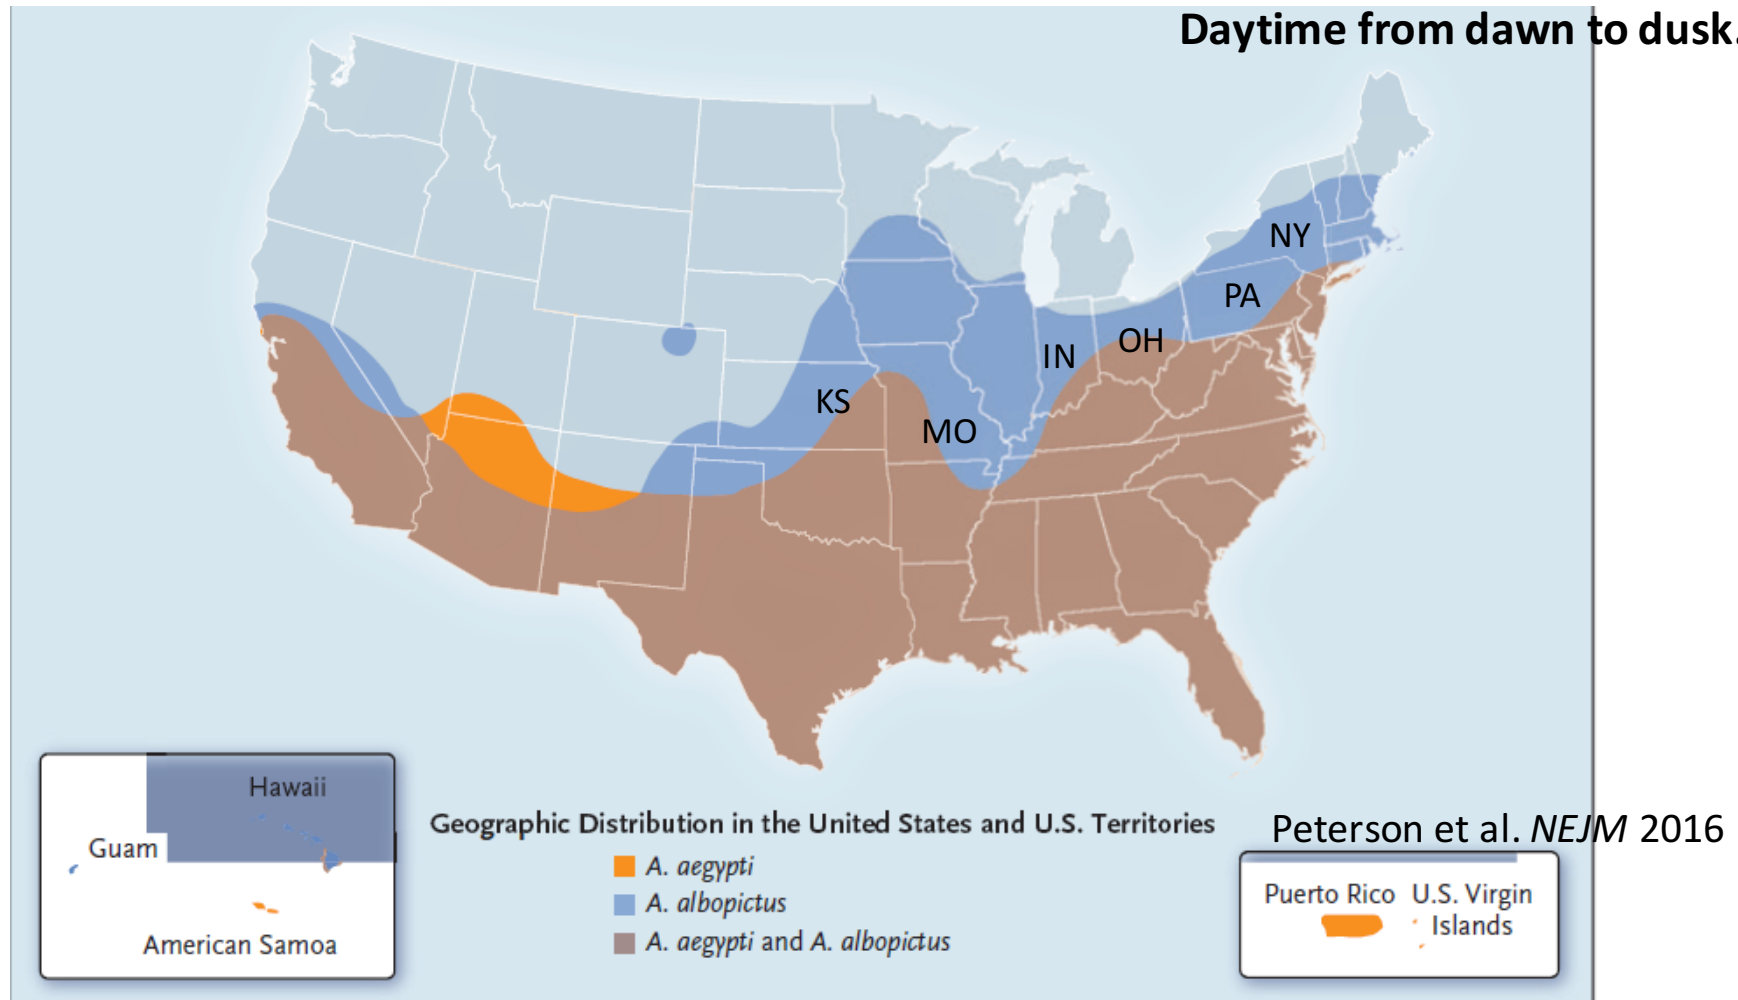 Daytime from dawn to dusk.
NY
PA
OH
IN
KS
MO
Hawaii
Guam
American Samoa
Geographic Distribution in the United States and U.S. Territories
A. aegypti
A. albopictus
A. aegypti and A. albopictus
Peterson et al. NEJM 2016
Puerto Rico U.S. Virgin
Islands